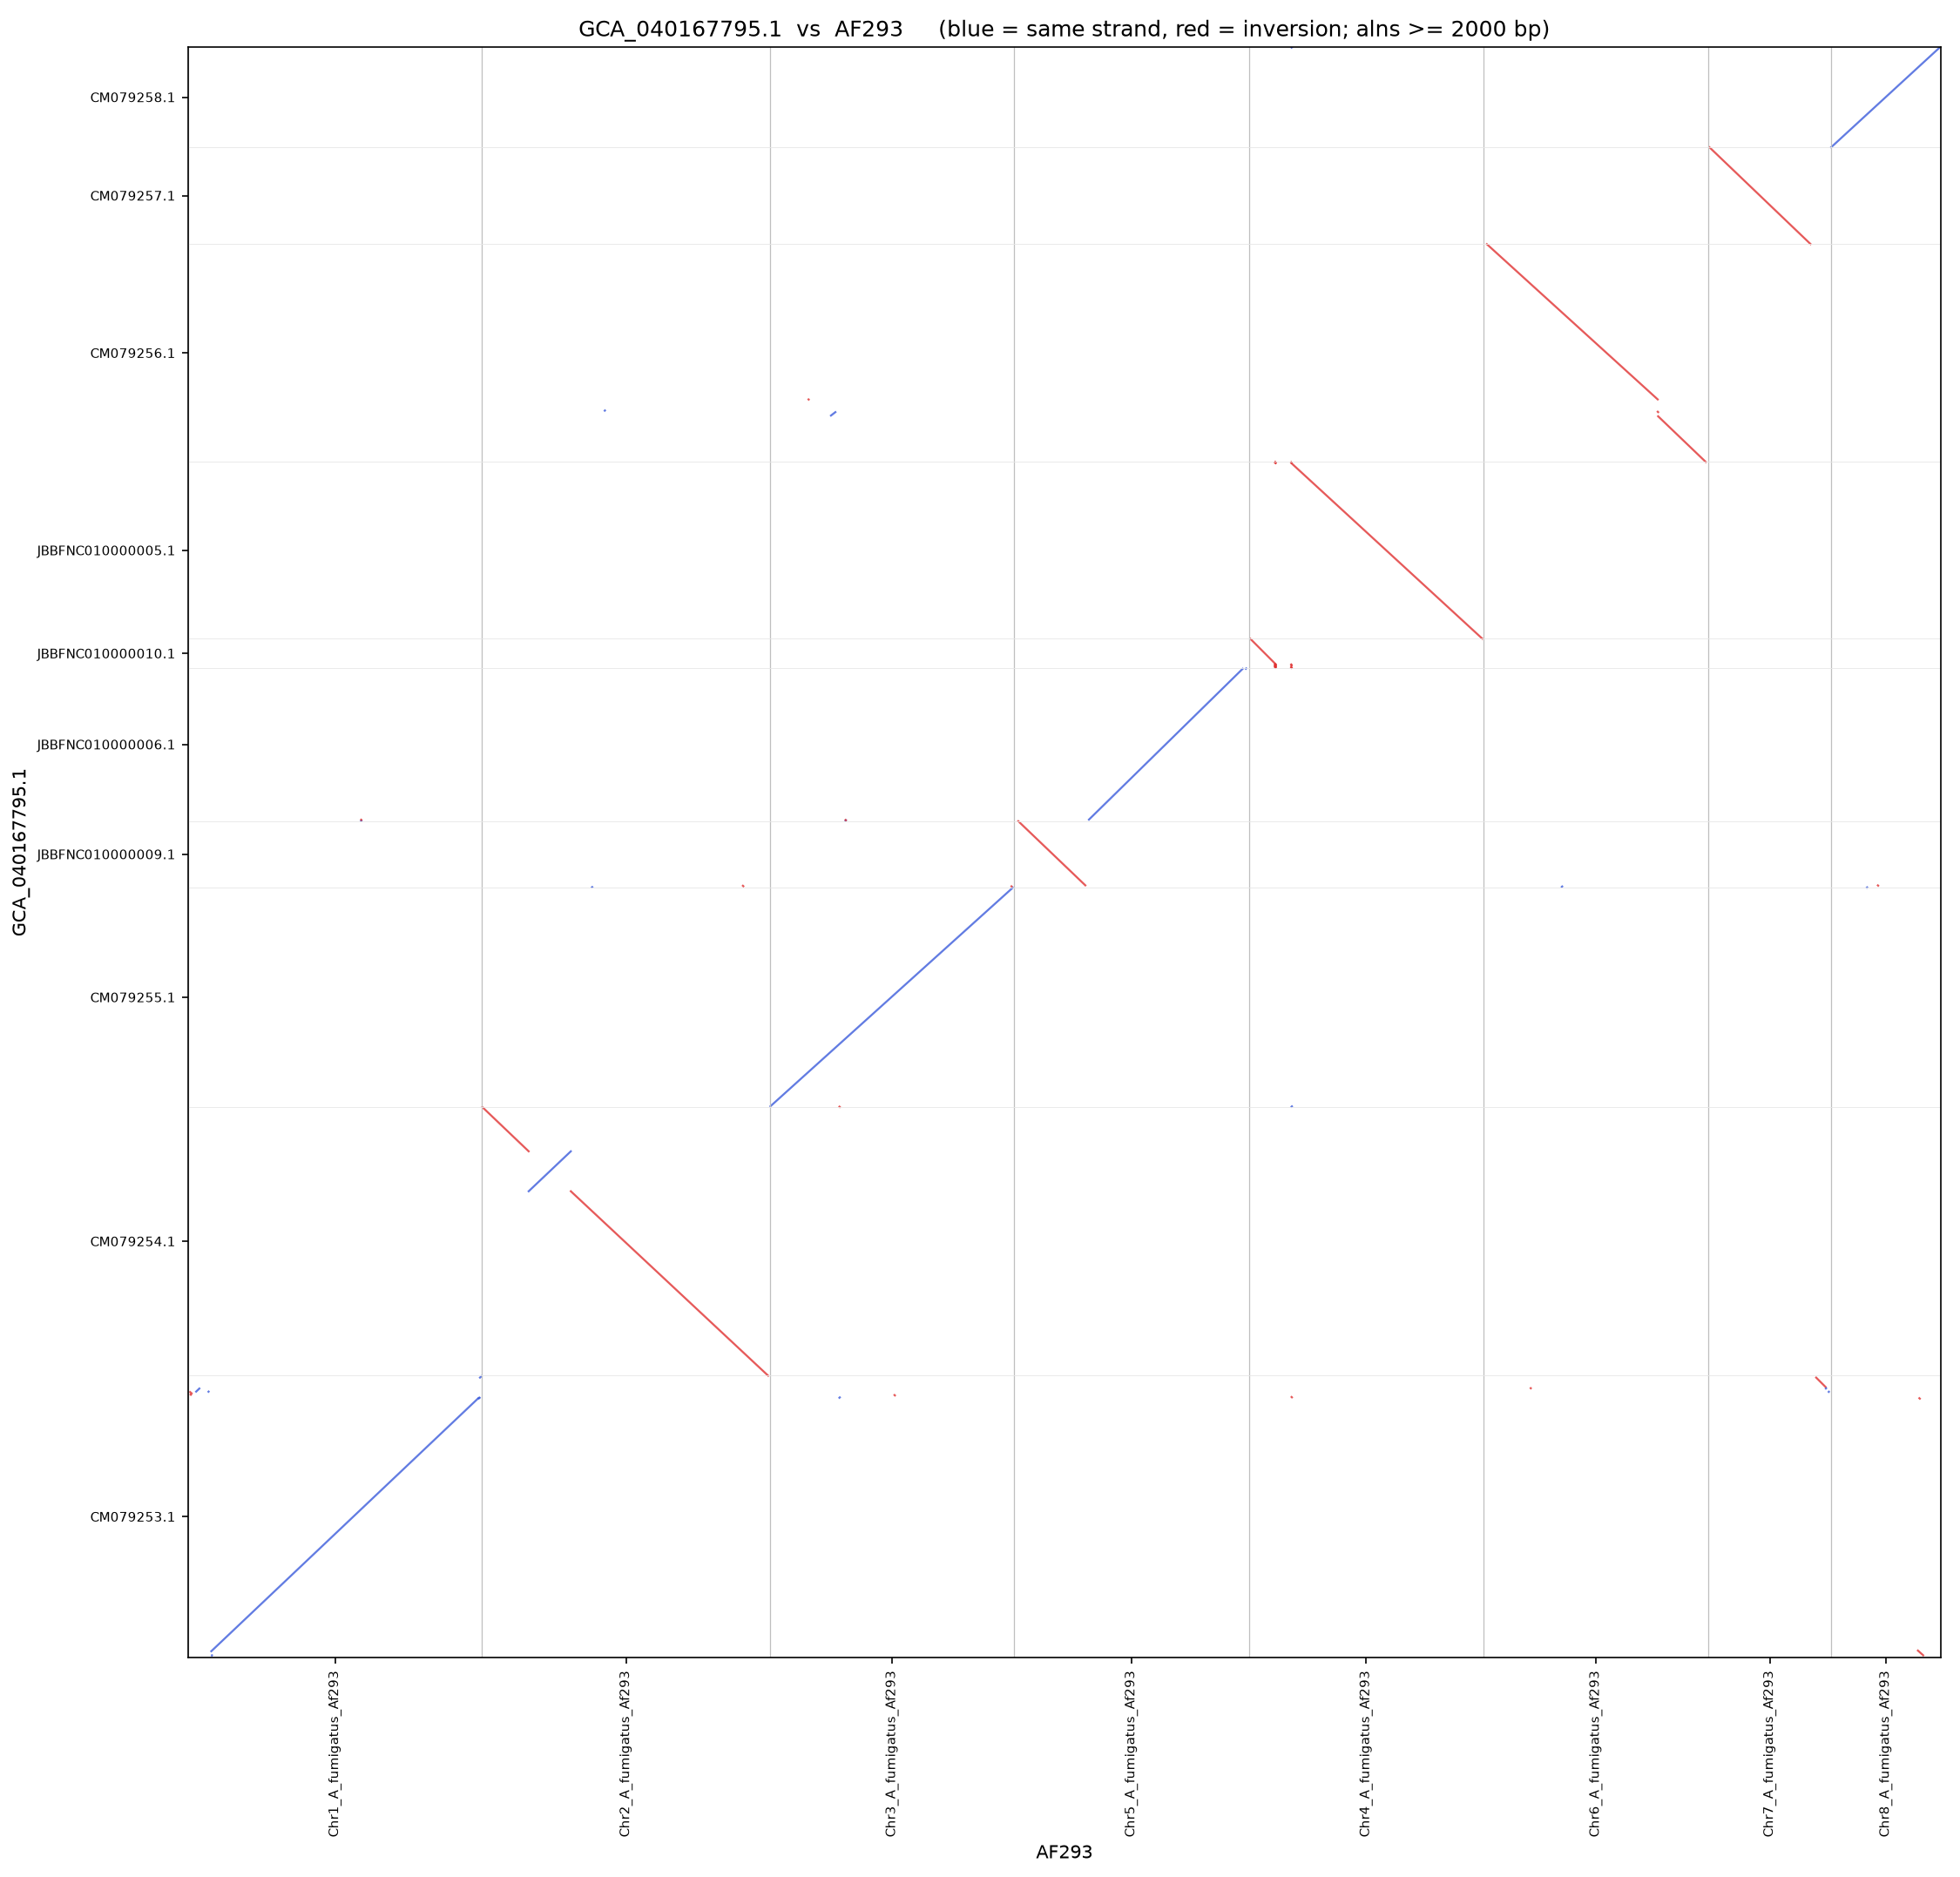 GCA_040167795.1 vs AF293 (blue = same strand, red = inversion; alns >= 2000 bp)
CM079258.1
CM079257.1
CM079256.1
JBBFNC010000005.1
JBBFNC010000010.1
JBBFNC010000006.1
JBBFNC010000009.1
CM079255.1
CM079254.1
CM079253.1
GCA_040167795.1
Chr1_A_fumigatus_Af293
Chr2_A_fumigatus_Af293
Chr3_A_fumigatus_Af293
Chr5_A_fumigatus_Af293
Chr4_A_fumigatus_Af293
Chr6_A_fumigatus_Af293
Chr7_A_fumigatus_Af293
Chr8_A_fumigatus_Af293
AF293